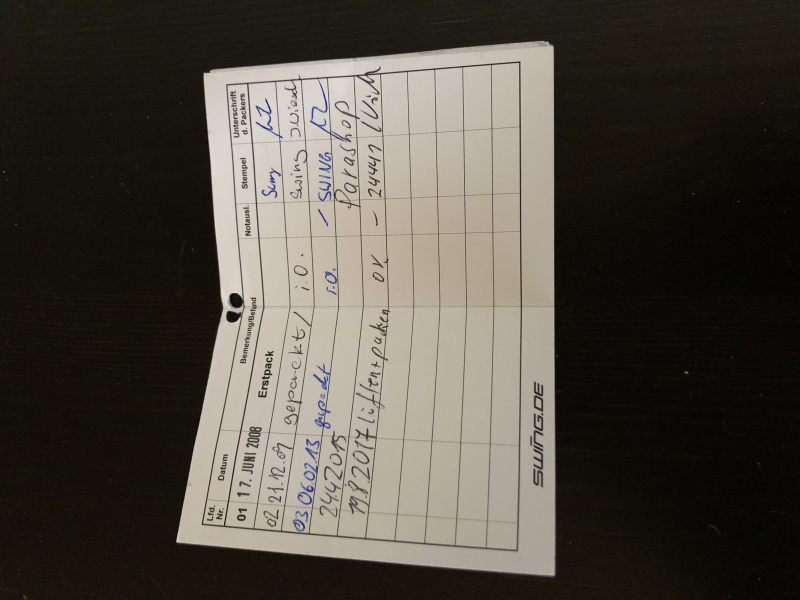 Lfd. Nr. Datum Bemerkung/Befund Notausl. Stempel Unterschrift d. Packers
01 17. JUNI 2008 Erstpack
02 21.12.09 gepackt / i.O. Swing
03 06.02.13 gepackt i.O. – SWING
24.4.2015 Parashop
19.8.2017 lüften + packen OK – 24441
SWING.DE